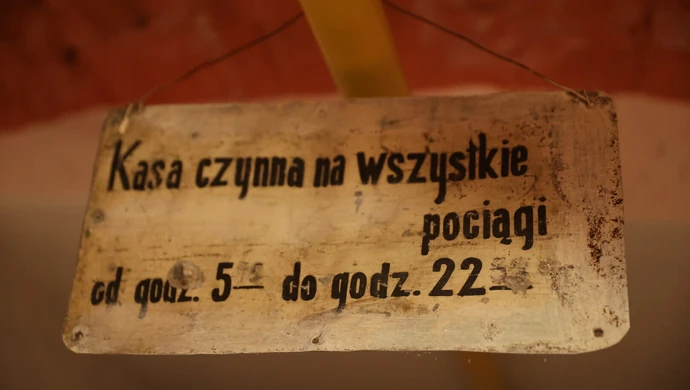 Kasa czynna na wszystkie
pociągi
od godz. 5 do godz. 22